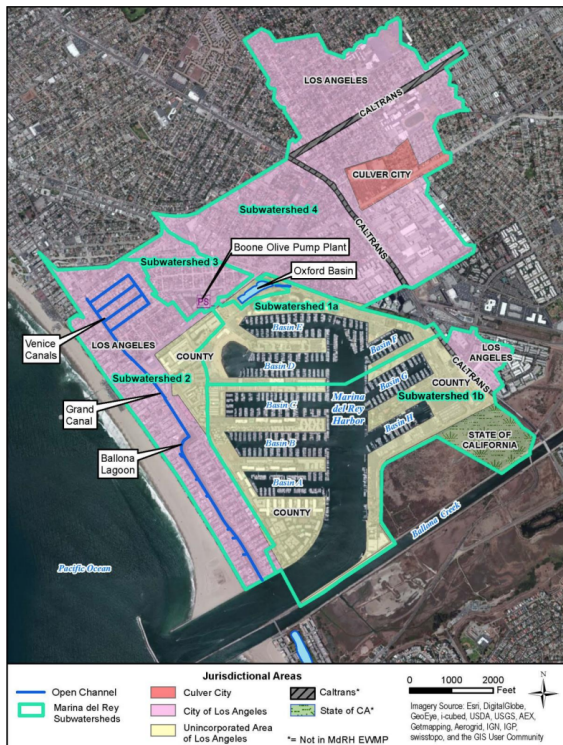 LOS ANGELES
CALTRANS
CULVER CITY
CALTRANS
Subwatershed 4
Boone Olive Pump Plant
Subwatershed 3
Oxford Basin
PS
Subwatershed 1a
Venice
Canals
LOS ANGELES
COUNTY
Basin E
Basin F
LOS
ANGELES
CALTRANS
Subwatershed 2
Basin D
Basin G
COUNTY
Subwatershed 1b
Grand
Canal
Basin C
Marina
del Rey
Harbor
Basin H
STATE OF
CALIFORNIA
Ballona
Lagoon
Basin B
Basin A
COUNTY
Ballona Creek
Pacific Ocean
Jurisdictional Areas
Open Channel
Marina del Rey
Subwatersheds
Culver City
City of Los Angeles
Unincorporated Area
of Los Angeles
Caltrans*
State of CA*
*= Not in MdRH EWMP
0 1000 2000
Feet
N
Imagery Source: Esri, DigitalGlobe,
GeoEye, i-cubed, USDA, USGS, AEX,
Getmapping, Aerogrid, IGN, IGP,
swisstopo, and the GIS User Community